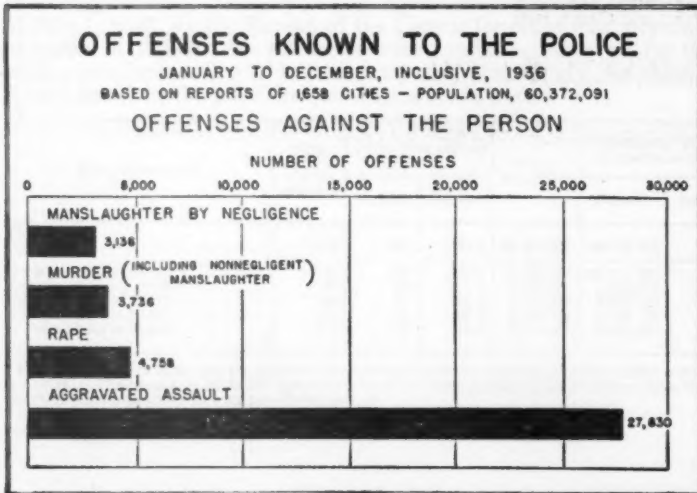 OFFENSES KNOWN TO THE POLICE
JANUARY TO DECEMBER, INCLUSIVE, 1936
BASED ON REPORTS OF 1,658 CITIES – POPULATION, 60,372,091
OFFENSES AGAINST THE PERSON
NUMBER OF OFFENSES
0 5,000 10,000 15,000 20,000 25,000 30,000
MANSLAUGHTER BY NEGLIGENCE
3,136
MURDER (INCLUDING NONNEGLIGENT
MANSLAUGHTER)
3,736
RAPE
4,758
AGGRAVATED ASSAULT
27,830